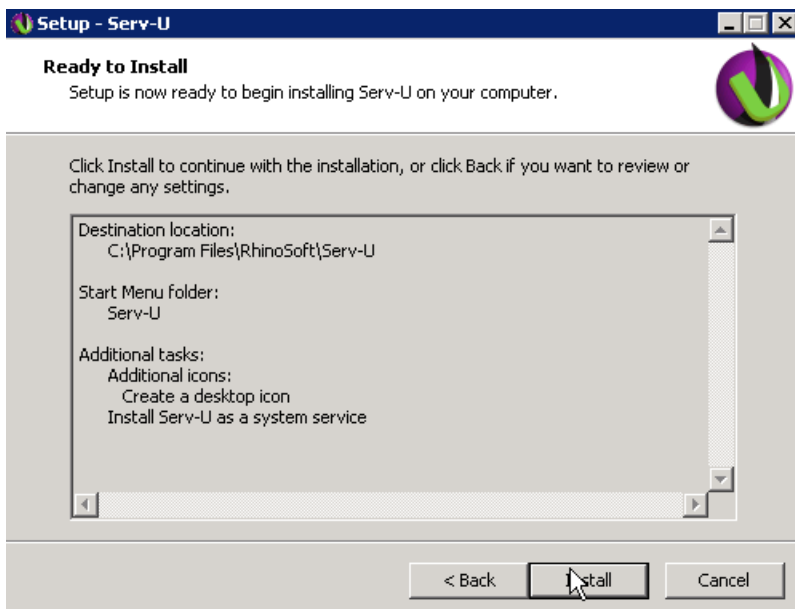 Setup - Serv-U
Ready to Install
Setup is now ready to begin installing Serv-U on your computer.
Click Install to continue with the installation, or click Back if you want to review or
change any settings.
Destination location:
C:\Program Files\RhinoSoft\Serv-U
Start Menu folder:
Serv-U
Additional tasks:
Additional icons:
Create a desktop icon
Install Serv-U as a system service
< Back
Install
Cancel